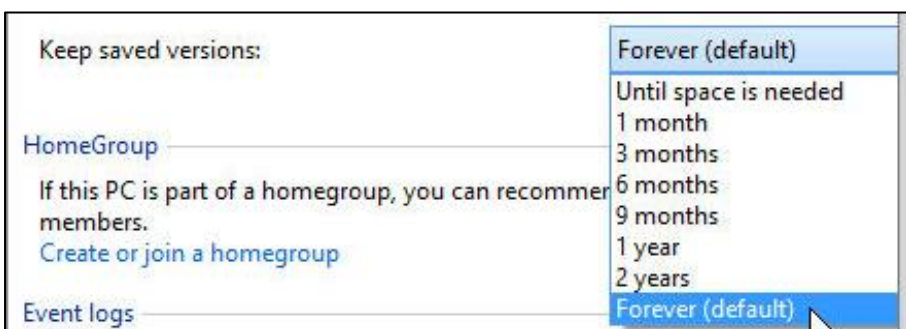 Keep saved versions:
Forever (default)
Until space is needed
1 month
3 months
6 months
9 months
1 year
2 years
Forever (default)
HomeGroup
If this PC is part of a homegroup, you can recommer
members.
Create or join a homegroup
Event logs